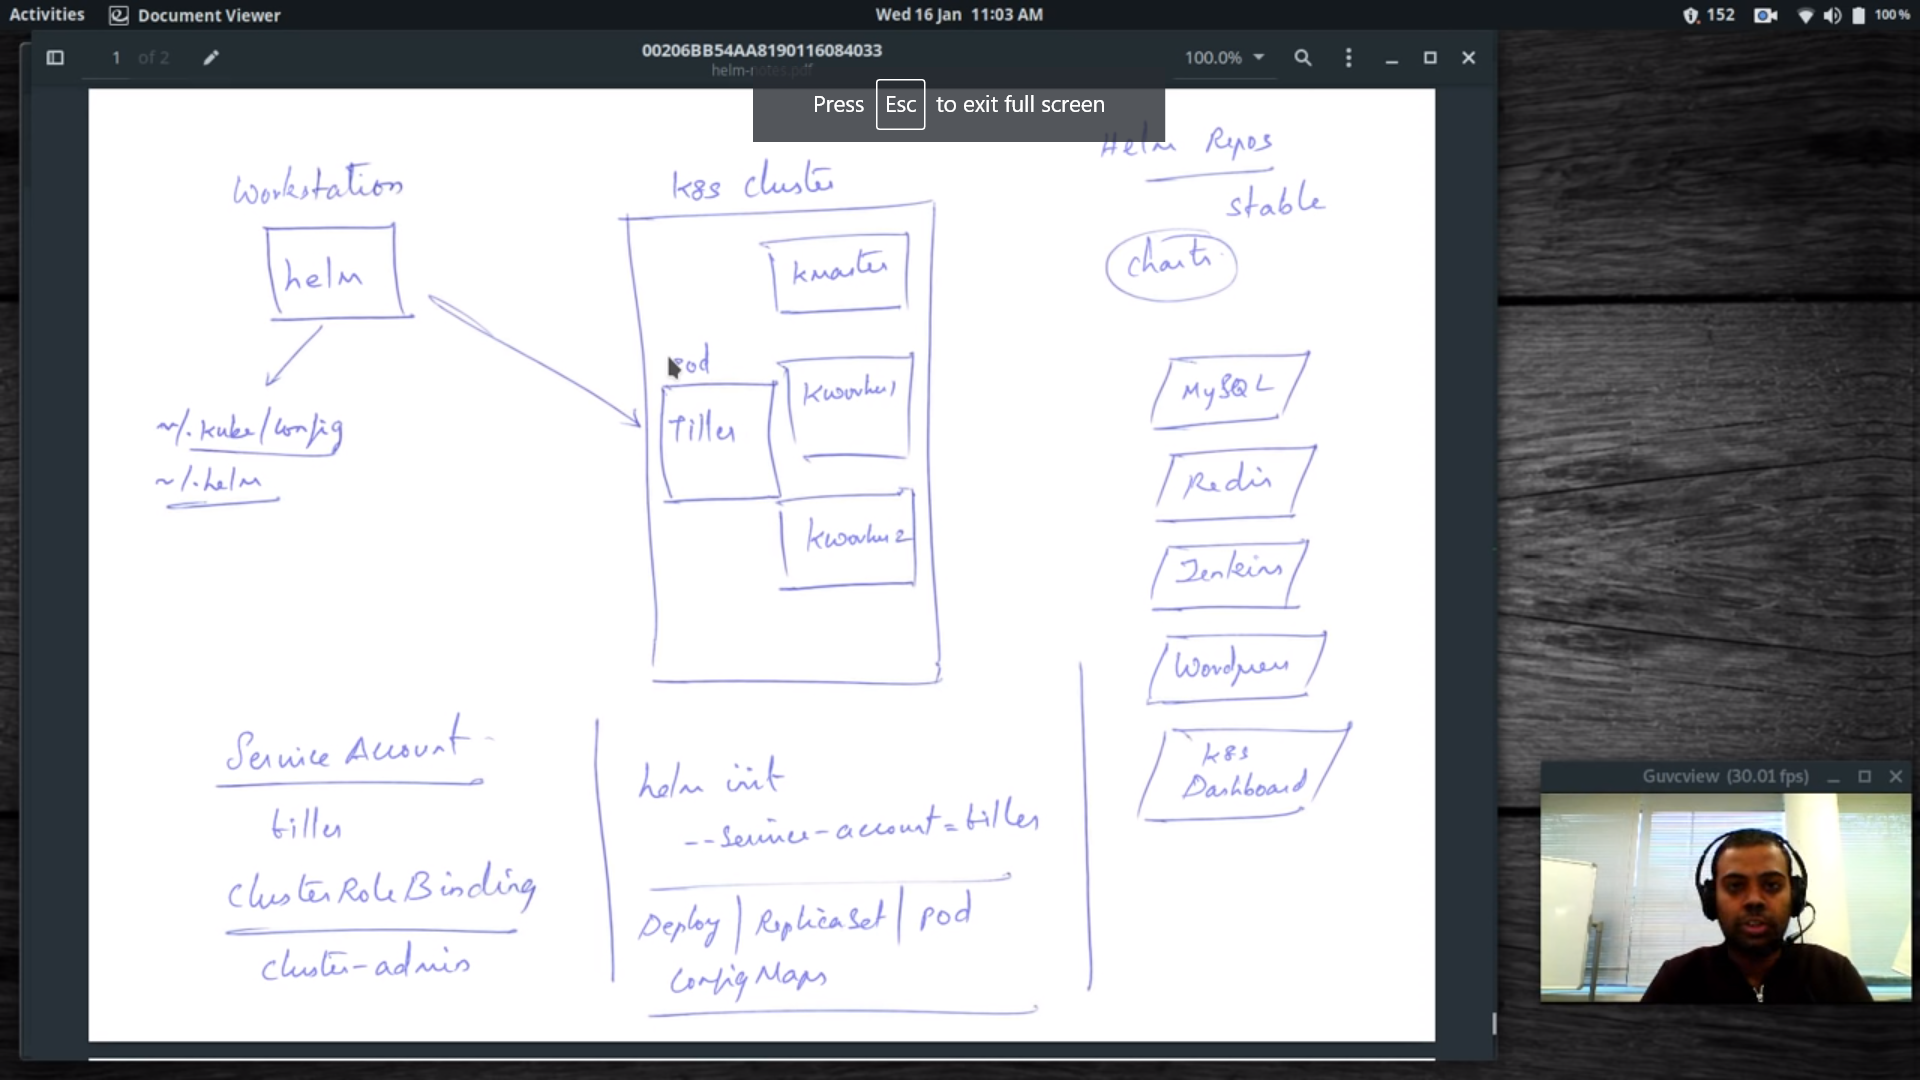 Activities
Document Viewer
Wed 16 Jan 11:03 AM
152
100 %
1 of 2
00206BB54AA8190116084033
helm-notes.pdf
100.0%
Press Esc to exit full screen
Workstation
helm
~/.kube/config
~/.helm
K8s cluster
kmaster
Pod
Tiller
kworker1
kworker2
Helm Repos
stable
charts
MySQL
Redis
Jenkins
Wordpress
k8s
Dashboard
Service Account
tiller
ClusterRoleBinding
cluster-admin
helm init
--service-account=tiller
Deploy | ReplicaSet | pod
ConfigMaps
Guvcview (30.01 fps)